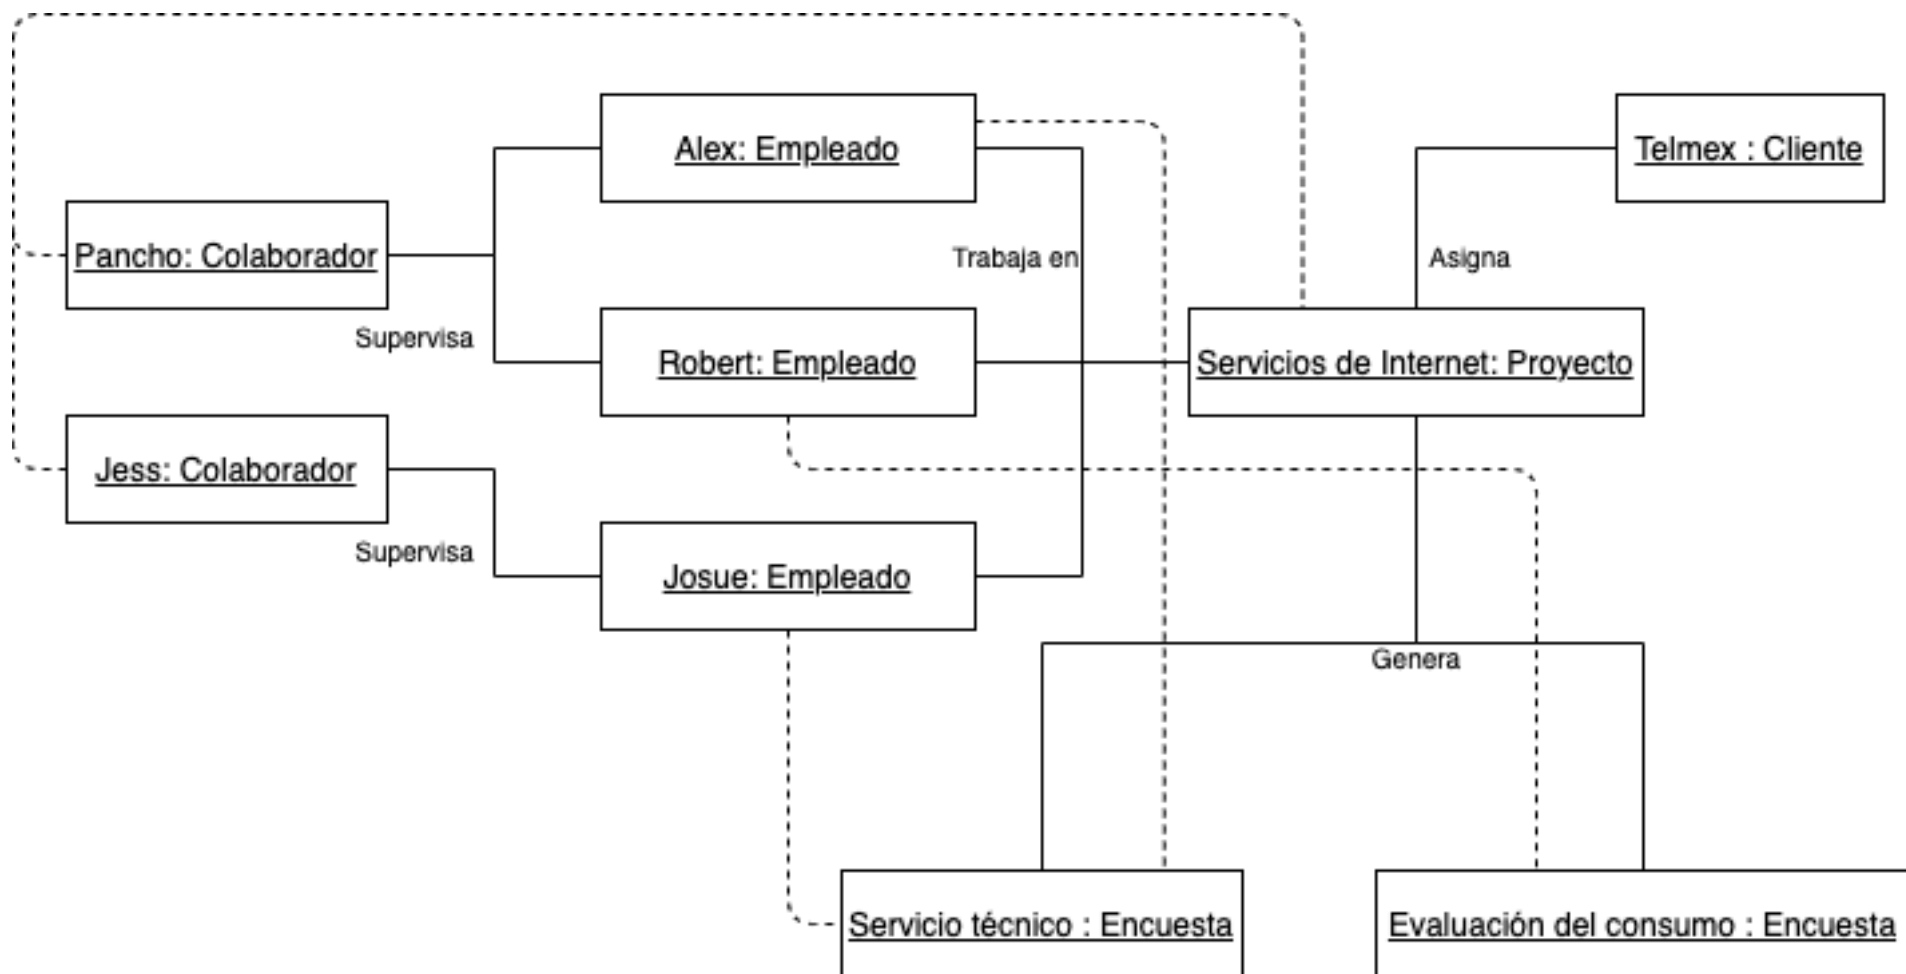 Alex: Empleado
Telmex : Cliente
Pancho: Colaborador
Trabaja en
Asigna
Supervisa
Robert: Empleado
Servicios de Internet: Proyecto
Jess: Colaborador
Supervisa
Josue: Empleado
Genera
Servicio técnico : Encuesta
Evaluación del consumo : Encuesta